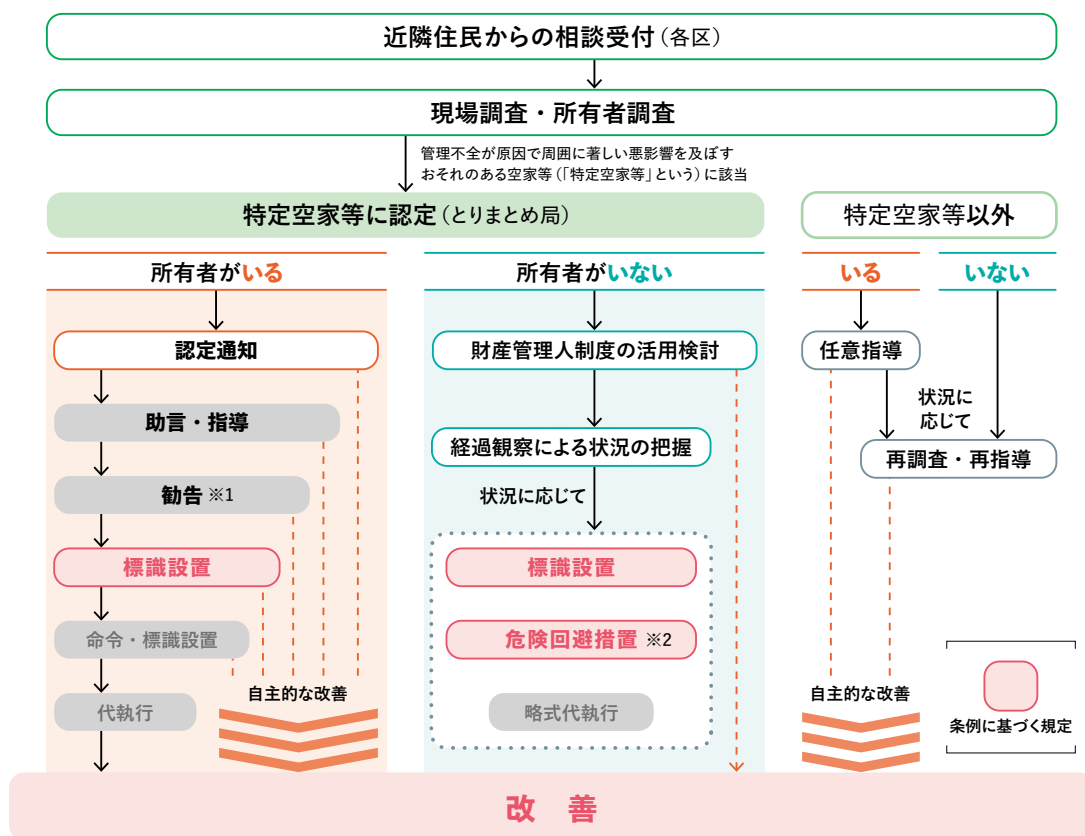 近隣住民からの相談受付（各区）
現場調査・所有者調査
管理不全が原因で周囲に著しい悪影響を及ぼす
おそれのある空家等（「特定空家等」という）に該当
特定空家等に認定（とりまとめ局）
特定空家等以外
所有者がいる
所有者がいない
いる
いない
認定通知
財産管理人制度の活用検討
任意指導
助言・指導
経過観察による状況の把握
状況に
応じて
再調査・再指導
勧告 ※1
状況に応じて
標識設置
標識設置
命令・標識設置
危険回避措置 ※2
代執行
自主的な改善
略式代執行
自主的な改善
条例に基づく規定
改 善